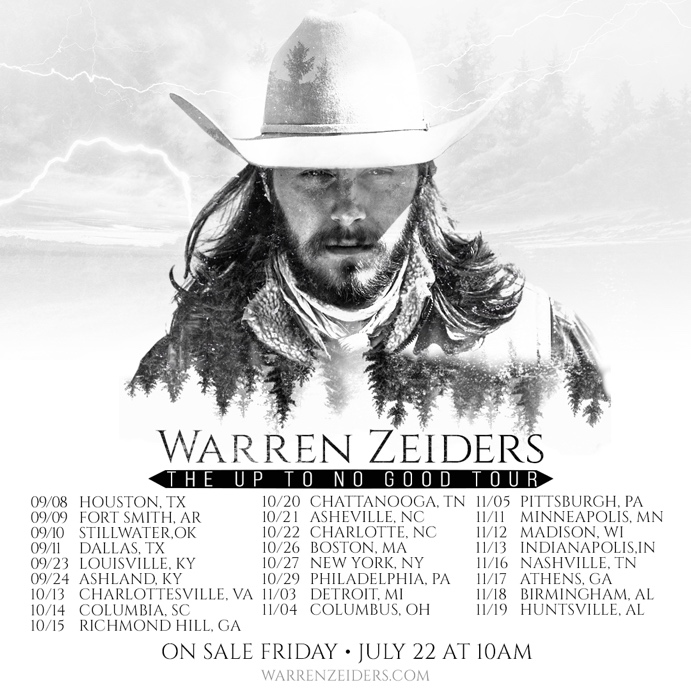 WARREN ZEIDERS
THE UP TO NO GOOD TOUR
09/08 HOUSTON, TX
09/09 FORT SMITH, AR
09/10 STILLWATER,OK
09/11 DALLAS, TX
09/23 LOUISVILLE, KY
09/24 ASHLAND, KY
10/13 CHARLOTTESVILLE, VA
10/14 COLUMBIA, SC
10/15 RICHMOND HILL, GA
10/20 CHATTANOOGA, TN
10/21 ASHEVILLE, NC
10/22 CHARLOTTE, NC
10/26 BOSTON, MA
10/27 NEW YORK, NY
10/29 PHILADELPHIA, PA
11/03 DETROIT, MI
11/04 COLUMBUS, OH
11/05 PITTSBURGH, PA
11/11 MINNEAPOLIS, MN
11/12 MADISON, WI
11/13 INDIANAPOLIS,IN
11/16 NASHVILLE, TN
11/17 ATHENS, GA
11/18 BIRMINGHAM, AL
11/19 HUNTSVILLE, AL
ON SALE FRIDAY • JULY 22 AT 10AM
WARRENZEIDERS.COM